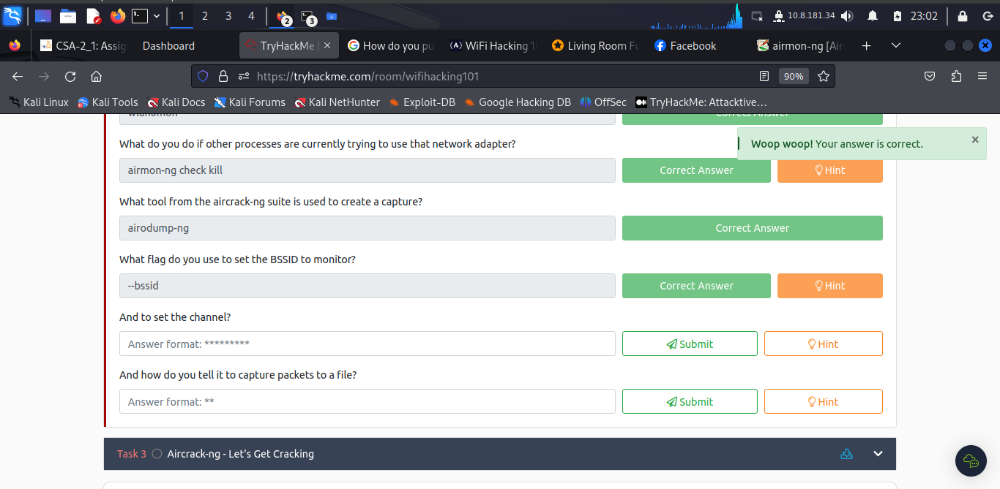 1 2 3 4 2 3 10.8.181.34 23:02
CSA-2_1: Assig Dashboard TryHackMe | How do you pu WiFi Hacking 10 Living Room Fu Facebook airmon-ng [Air
https://tryhackme.com/room/wifihacking101 90%
Kali Linux Kali Tools Kali Docs Kali Forums Kali NetHunter Exploit-DB Google Hacking DB OffSec TryHackMe: Attacktive…
Correct Answer
What do you do if other processes are currently trying to use that network adapter?
Woop woop! Your answer is correct. ×
airmon-ng check kill Correct Answer Hint
What tool from the aircrack-ng suite is used to create a capture?
airodump-ng Correct Answer
What flag do you use to set the BSSID to monitor?
--bssid Correct Answer Hint
And to set the channel?
Answer format: ********* Submit Hint
And how do you tell it to capture packets to a file?
Answer format: ** Submit Hint
Task 3 Aircrack-ng - Let's Get Cracking